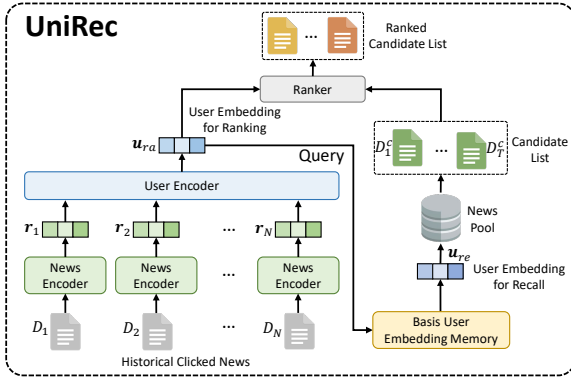 UniRec
...
Ranked
Candidate List
Ranker
User Embedding
for Ranking
u_ra
Query
D_1^c
...
D_T^c
Candidate
List
User Encoder
News
Pool
r_1
r_2
...
r_N
u_re
User Embedding
for Recall
News
Encoder
News
Encoder
News
Encoder
D_1
D_2
...
D_N
Basis User
Embedding Memory
Historical Clicked News